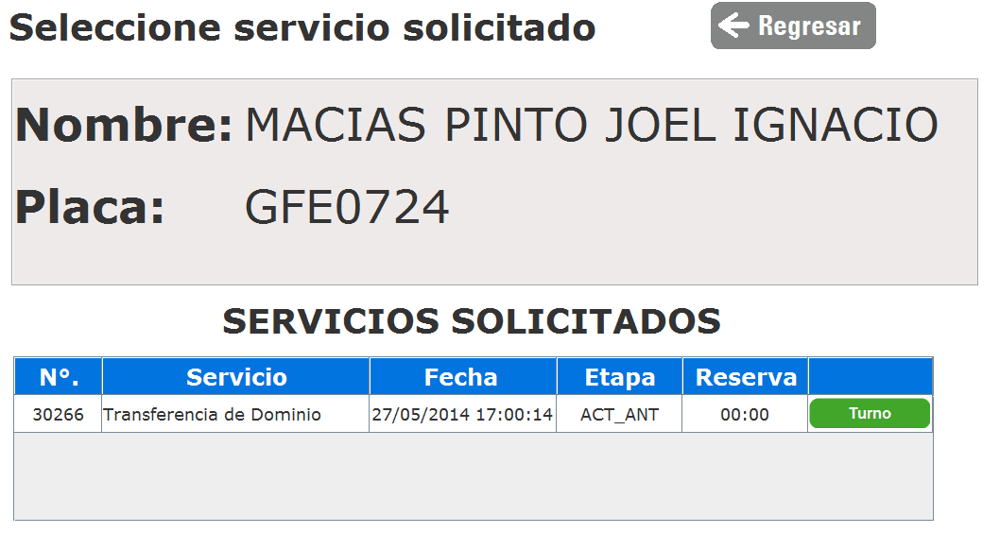 Seleccione servicio solicitado Regresar
Nombre: MACIAS PINTO JOEL IGNACIO
Placa: GFE0724
SERVICIOS SOLICITADOS
N°. Servicio Fecha Etapa Reserva
30266 Transferencia de Dominio 27/05/2014 17:00:14 ACT_ANT 00:00 Turno